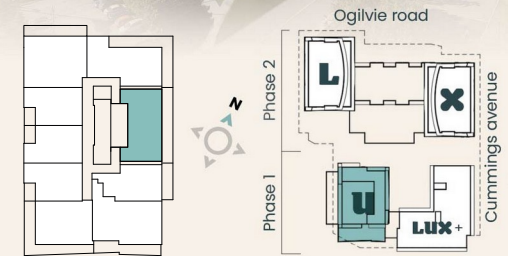 Ogilvie road
Phase 2
L
X
N
Cummings avenue
Phase 1
U
LUX+